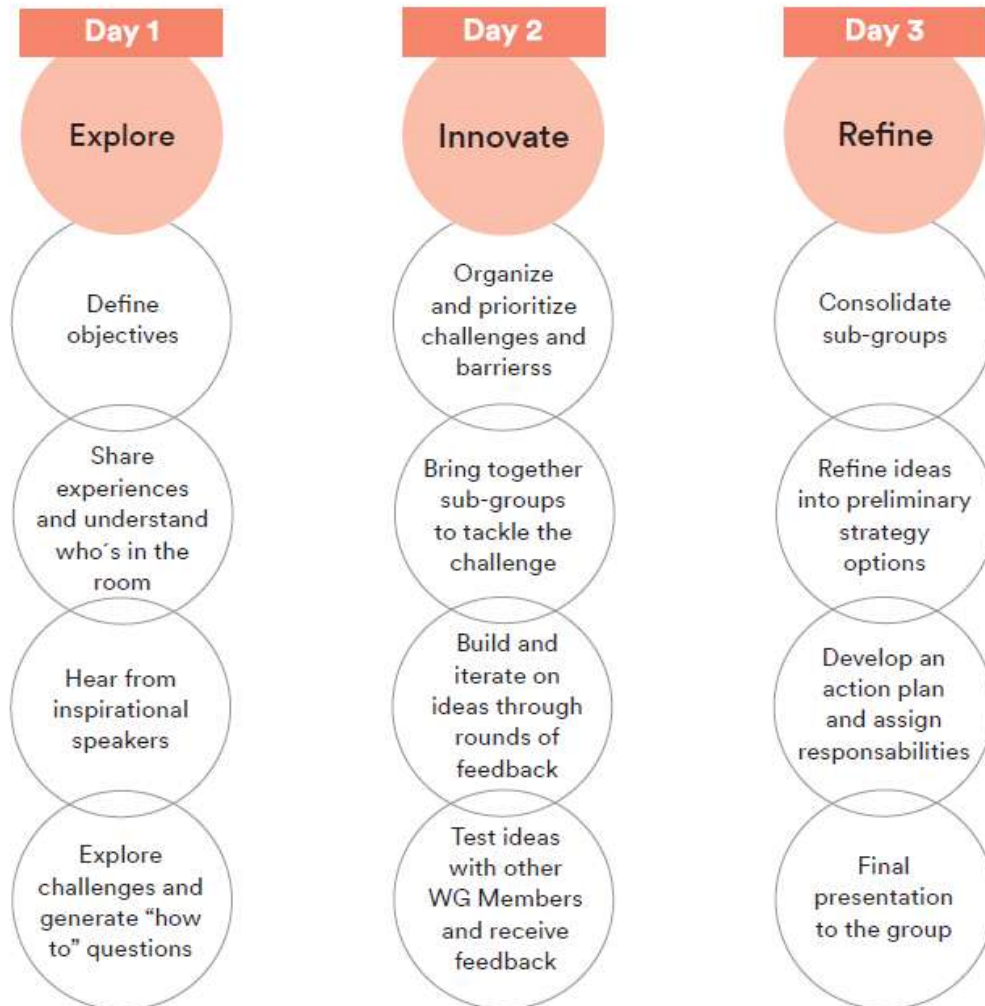 Day 1
Explore
Define
objectives
Share
experiences
and understand
who´s in the
room
Hear from
inspirational
speakers
Explore
challenges and
generate “how
to” questions
Day 2
Innovate
Organize
and prioritize
challenges and
barrierss
Bring together
sub-groups
to tackle the
challenge
Build and
iterate on
ideas through
rounds of
feedback
Test ideas
with other
WG Members
and receive
feedback
Day 3
Refine
Consolidate
sub-groups
Refine ideas
into preliminary
strategy
options
Develop an
action plan
and assign
responsabilities
Final
presentation
to the group